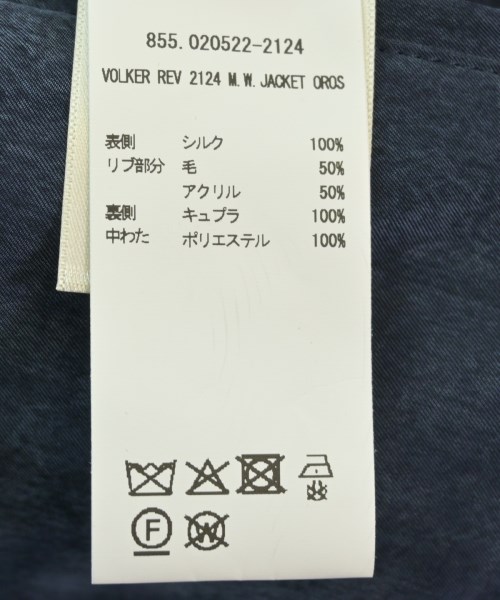 855.020522-2124
VOLKER REV 2124 M.W.JACKET OROS
表側 シルク 100%
リブ部分 毛 50%
アクリル 50%
裏側 キュプラ 100%
中わた ポリエステル 100%
F W